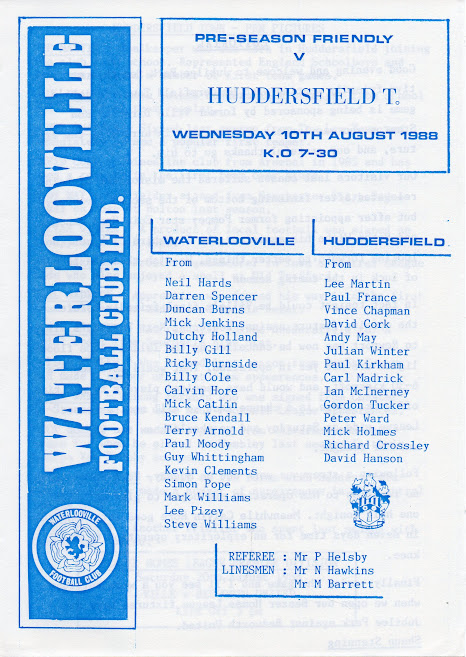 WATERLOOVILLE
FOOTBALL CLUB LTD.
WATERLOOVILLE
FOOTBALL CLUB
PRE-SEASON FRIENDLY
V
HUDDERSFIELD T.
WEDNESDAY 10TH AUGUST 1988
K.O 7-30
WATERLOOVILLE
From
Neil Hards
Darren Spencer
Duncan Burns
Mick Jenkins
Dutchy Holland
Billy Gill
Ricky Burnside
Billy Cole
Calvin Hore
Mick Catlin
Bruce Kendall
Terry Arnold
Paul Moody
Guy Whittingham
Kevin Clements
Simon Pope
Mark Williams
Lee Pizey
Steve Williams
HUDDERSFIELD
From
Lee Martin
Paul France
Vince Chapman
David Cork
Andy May
Julian Winter
Paul Kirkham
Carl Madrick
Ian McInerney
Gordon Tucker
Peter Ward
Mick Holmes
Richard Crossley
David Hanson
REFEREE : Mr P Helsby
LINESMEN : Mr N Hawkins
Mr M Barrett